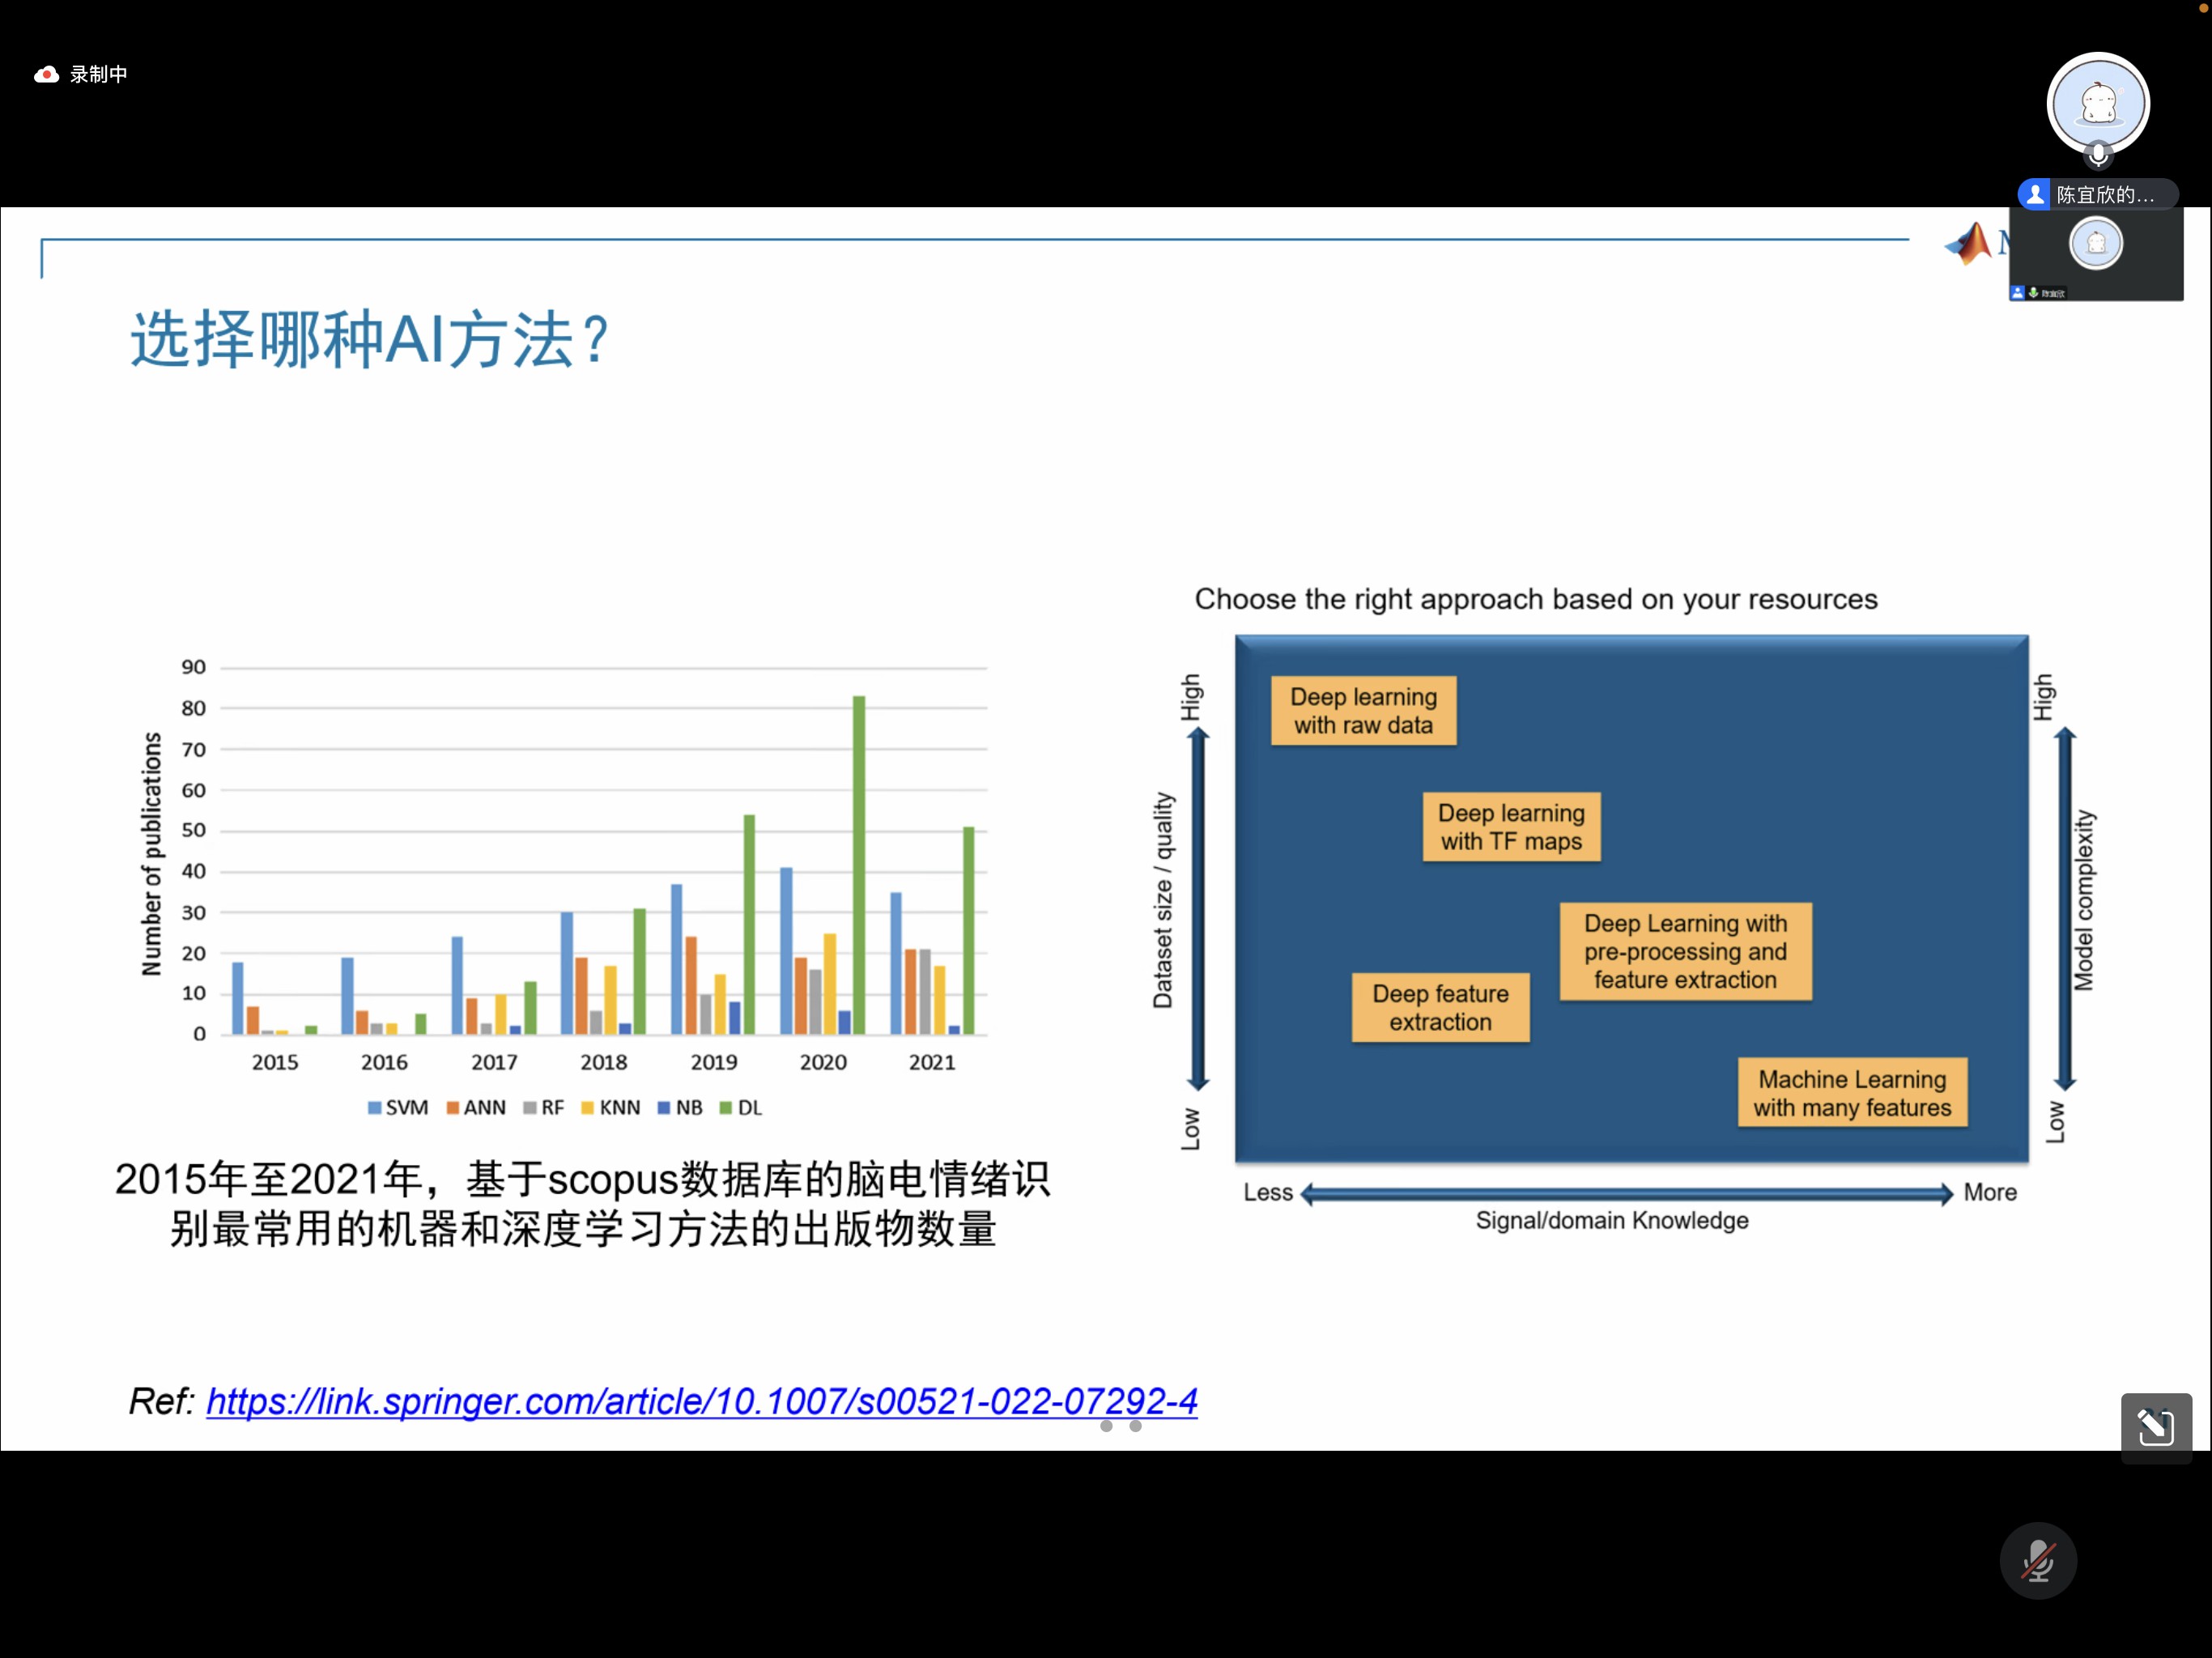 录制中
陈宜欣的...
陈宜欣
选择哪种AI方法？
Number of publications
90
80
70
60
50
40
30
20
10
0
2015 2016 2017 2018 2019 2020 2021
SVM ANN RF KNN NB DL
2015年至2021年，基于scopus数据库的脑电情绪识
别最常用的机器和深度学习方法的出版物数量
Choose the right approach based on your resources
High
Dataset size / quality
Low
Deep learning
with raw data
Deep learning
with TF maps
Deep Learning with
pre-processing and
feature extraction
Deep feature
extraction
Machine Learning
with many features
High
Model complexity
Low
Less More
Signal/domain Knowledge
Ref: https://link.springer.com/article/10.1007/s00521-022-07292-4